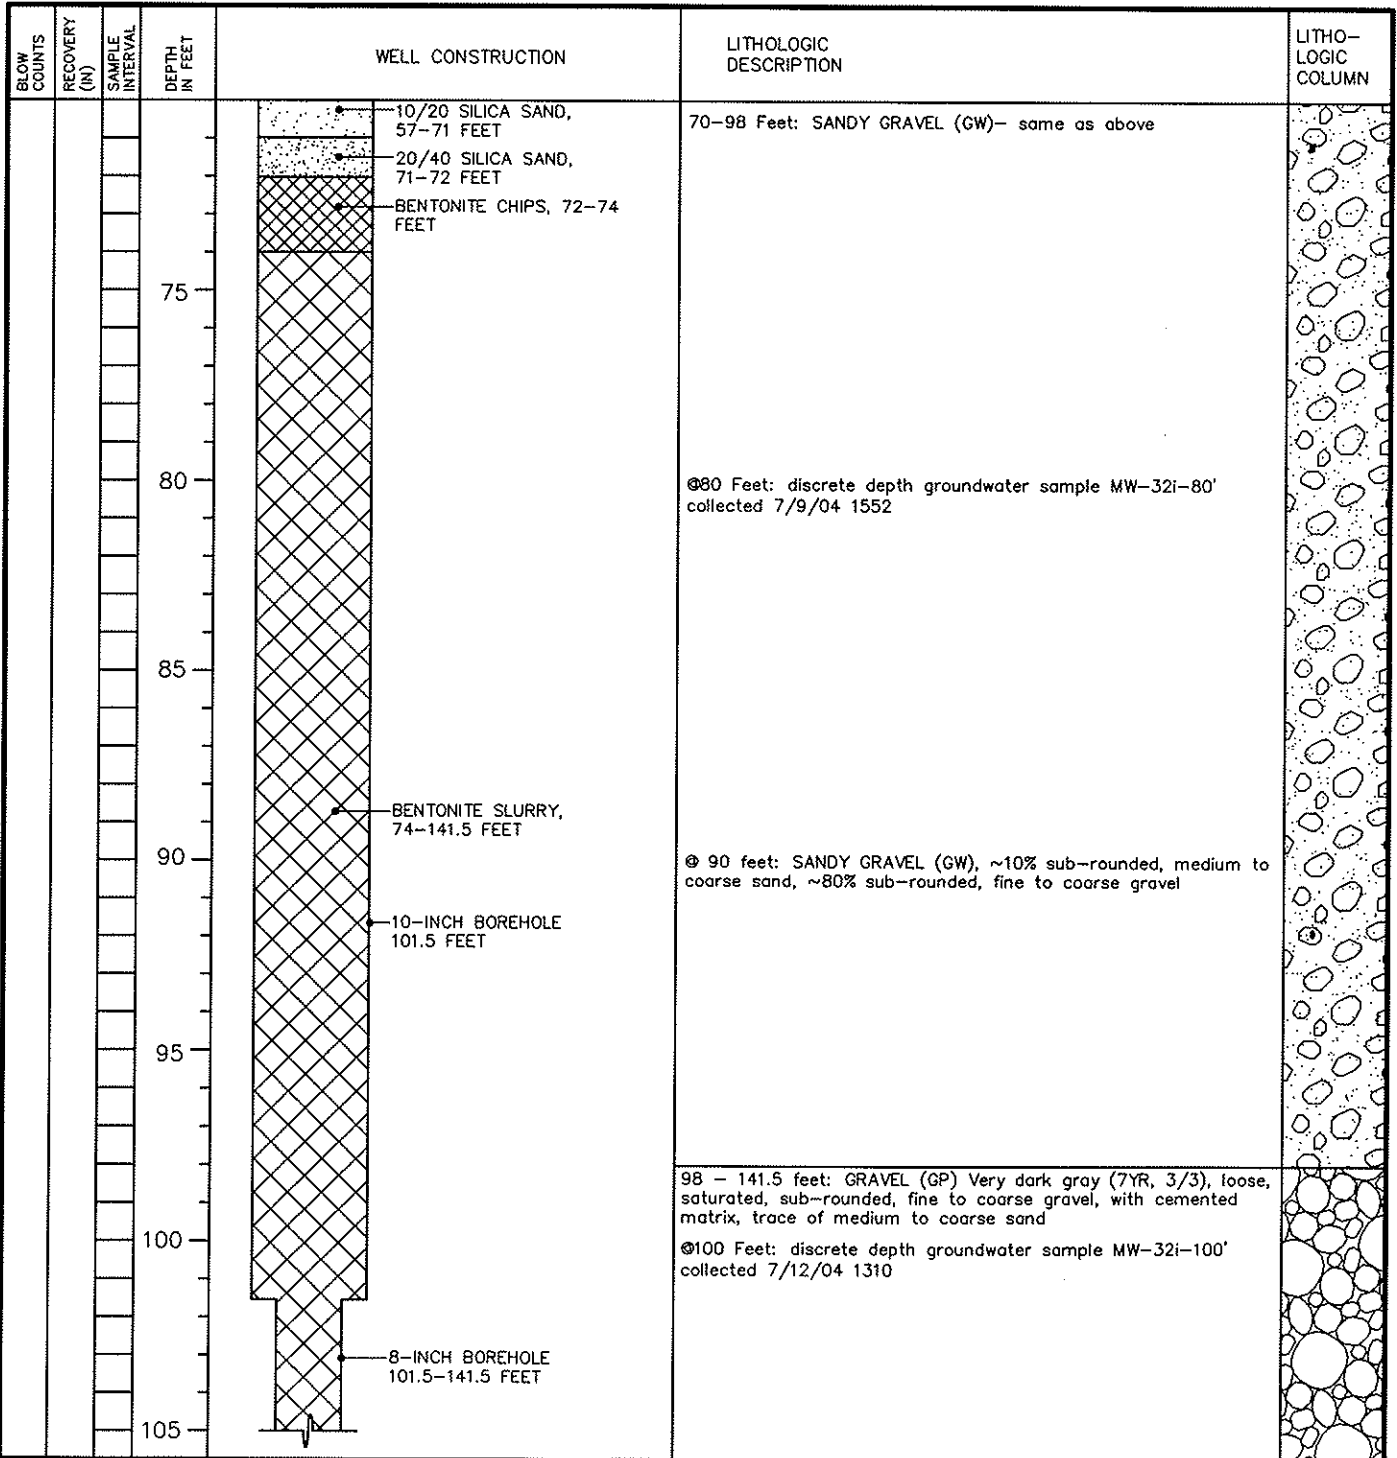 BLOW
COUNTS
RECOVERY
(IN)
SAMPLE
INTERVAL
DEPTH
IN FEET
WELL CONSTRUCTION
LITHOLOGIC
DESCRIPTION
LITHO-
LOGIC
COLUMN
10/20 SILICA SAND,
57-71 FEET
20/40 SILICA SAND,
71-72 FEET
BENTONITE CHIPS, 72-74
FEET
BENTONITE SLURRY,
74-141.5 FEET
10-INCH BOREHOLE
101.5 FEET
8-INCH BOREHOLE
101.5-141.5 FEET
75
80
85
90
95
100
105
70-98 Feet: SANDY GRAVEL (GW)- same as above
@80 Feet: discrete depth groundwater sample MW-32i-80'
collected 7/9/04 1552
@ 90 feet: SANDY GRAVEL (GW), ~10% sub-rounded, medium to
coarse sand, ~80% sub-rounded, fine to coarse gravel
98 - 141.5 feet: GRAVEL (GP) Very dark gray (7YR, 3/3), loose,
saturated, sub-rounded, fine to coarse gravel, with cemented
matrix, trace of medium to coarse sand
@100 Feet: discrete depth groundwater sample MW-32i-100'
collected 7/12/04 1310